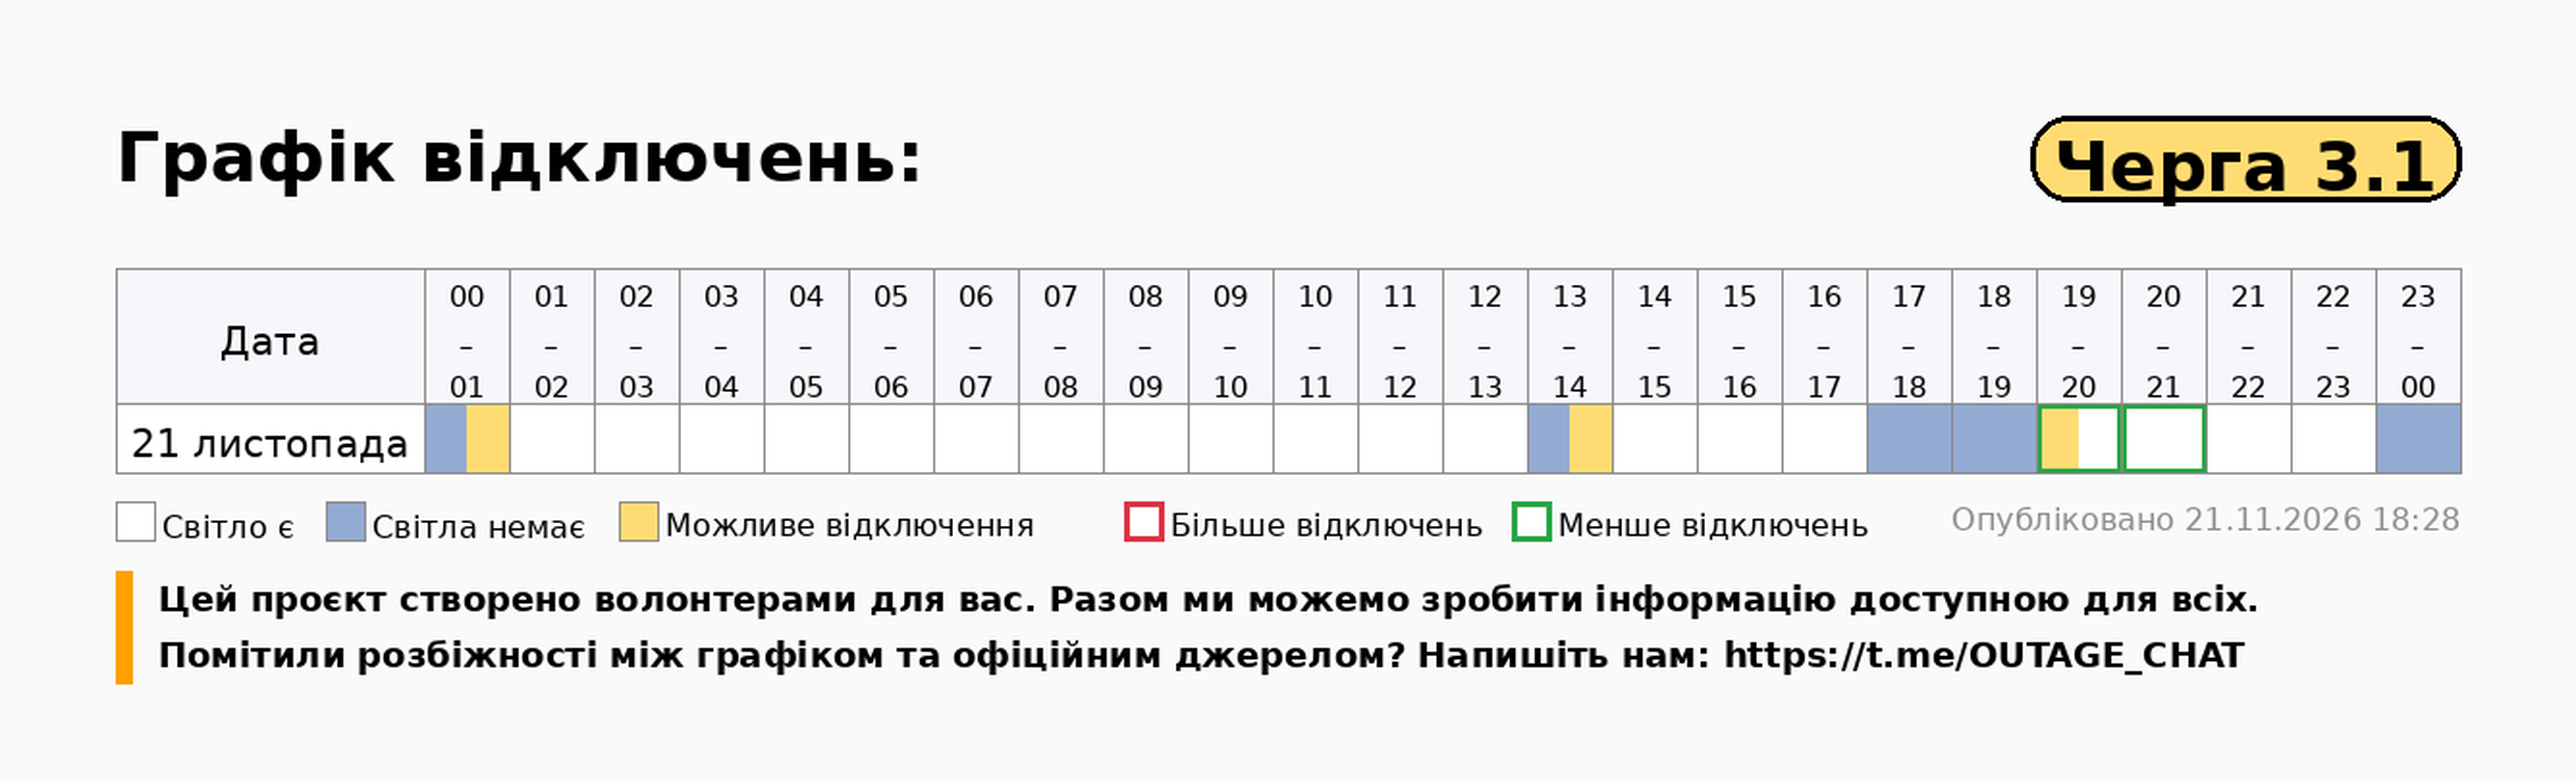 Графік відключень:
Черга 3.1
Дата 00 – 01 01 – 02 02 – 03 03 – 04 04 – 05 05 – 06 06 – 07 07 – 08 08 – 09 09 – 10 10 – 11 11 – 12 12 – 13 13 – 14 14 – 15 15 – 16 16 – 17 17 – 18 18 – 19 19 – 20 20 – 21 21 – 22 22 – 23 23 – 00
21 листопада
Світло є Світла немає Можливе відключення Більше відключень Менше відключень Опубліковано 21.11.2026 18:28
Цей проєкт створено волонтерами для вас. Разом ми можемо зробити інформацію доступною для всіх.
Помітили розбіжності між графіком та офіційним джерелом? Напишіть нам: https://t.me/OUTAGE_CHAT